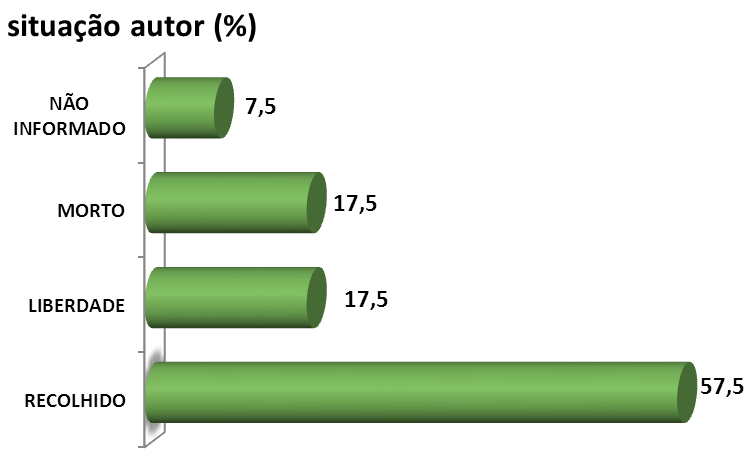 situação autor (%)
NÃO
INFORMADO
7,5
MORTO
17,5
LIBERDADE
17,5
RECOLHIDO
57,5